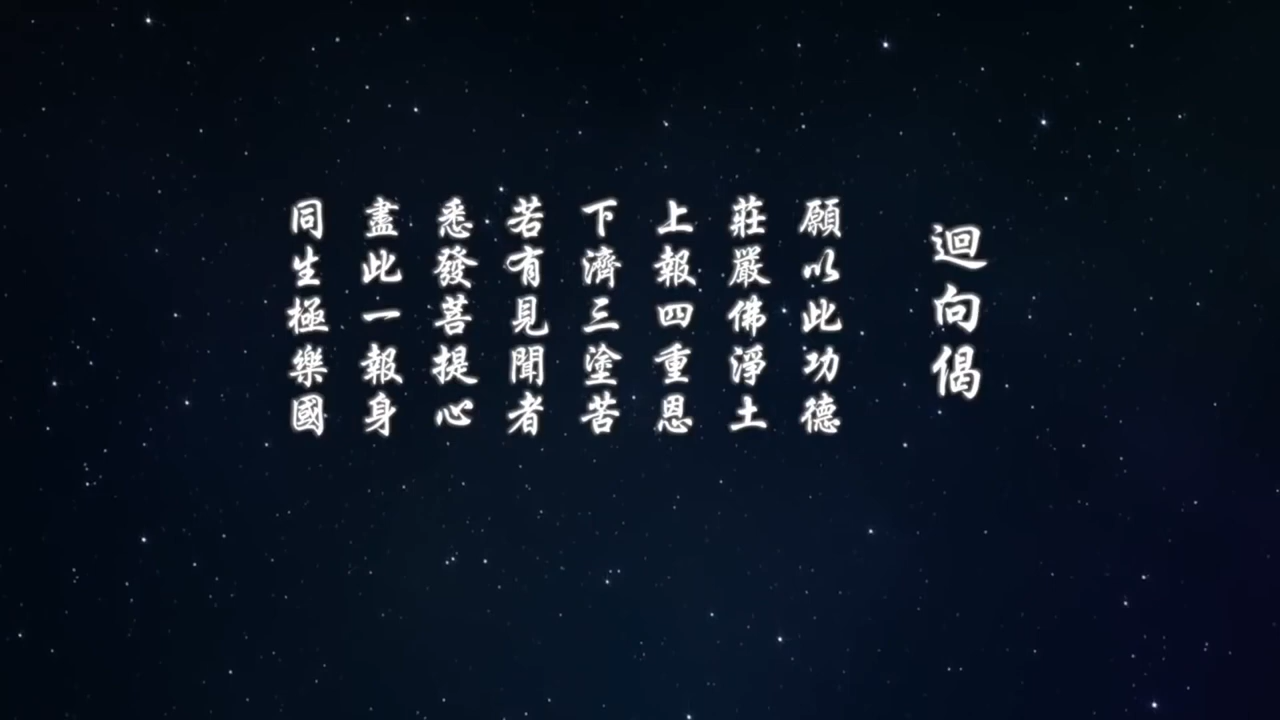 迴向偈
願以此功德
莊嚴佛淨土
上報四重恩
下濟三塗苦
若有見聞者
悉發菩提心
盡此一報身
同生極樂國